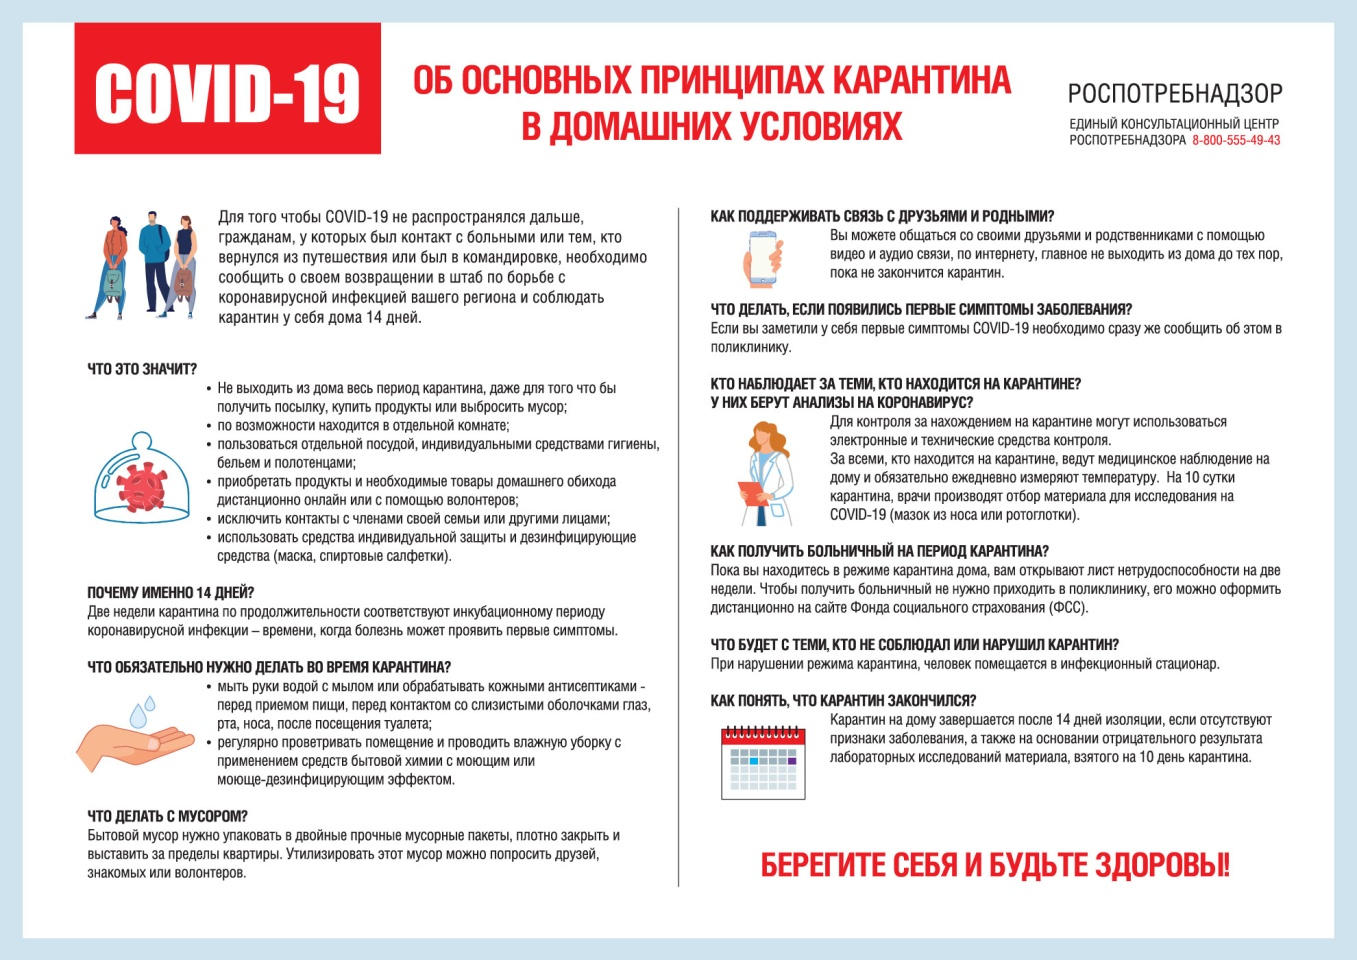 COVID-19
ОБ ОСНОВНЫХ ПРИНЦИПАХ КАРАНТИНА
В ДОМАШНИХ УСЛОВИЯХ
РОСПОТРЕБНАДЗОР
ЕДИНЫЙ КОНСУЛЬТАЦИОННЫЙ ЦЕНТР
РОСПОТРЕБНАДЗОРА 8-800-555-49-43
Для того чтобы COVID-19 не распространялся дальше,
гражданам, у которых был контакт с больными или тем, кто
вернулся из путешествия или был в командировке, необходимо
сообщить о своем возвращении в штаб по борьбе с
коронавирусной инфекцией вашего региона и соблюдать
карантин у себя дома 14 дней.
ЧТО ЭТО ЗНАЧИТ?
• Не выходить из дома весь период карантина, даже для того что бы
получить посылку, купить продукты или выбросить мусор;
• по возможности находится в отдельной комнате;
• пользоваться отдельной посудой, индивидуальными средствами гигиены,
бельем и полотенцами;
• приобретать продукты и необходимые товары домашнего обихода
дистанционно онлайн или с помощью волонтеров;
• исключить контакты с членами своей семьи или другими лицами;
• использовать средства индивидуальной защиты и дезинфицирующие
средства (маска, спиртовые салфетки).
ПОЧЕМУ ИМЕННО 14 ДНЕЙ?
Две недели карантина по продолжительности соответствуют инкубационному периоду
коронавирусной инфекции – времени, когда болезнь может проявить первые симптомы.
ЧТО ОБЯЗАТЕЛЬНО НУЖНО ДЕЛАТЬ ВО ВРЕМЯ КАРАНТИНА?
• мыть руки водой с мылом или обрабатывать кожными антисептиками -
перед приемом пищи, перед контактом со слизистыми оболочками глаз,
рта, носа, после посещения туалета;
• регулярно проветривать помещение и проводить влажную уборку с
применением средств бытовой химии с моющим или
моюще-дезинфицирующим эффектом.
ЧТО ДЕЛАТЬ С МУСОРОМ?
Бытовой мусор нужно упаковать в двойные прочные мусорные пакеты, плотно закрыть и
выставить за пределы квартиры. Утилизировать этот мусор можно попросить друзей,
знакомых или волонтеров.
КАК ПОДДЕРЖИВАТЬ СВЯЗЬ С ДРУЗЬЯМИ И РОДНЫМИ?
Вы можете общаться со своими друзьями и родственниками с помощью
видео и аудио связи, по интернету, главное не выходить из дома до тех пор,
пока не закончится карантин.
ЧТО ДЕЛАТЬ, ЕСЛИ ПОЯВИЛИСЬ ПЕРВЫЕ СИМПТОМЫ ЗАБОЛЕВАНИЯ?
Если вы заметили у себя первые симптомы COVID-19 необходимо сразу же сообщить об этом в
поликлинику.
КТО НАБЛЮДАЕТ ЗА ТЕМИ, КТО НАХОДИТСЯ НА КАРАНТИНЕ?
У НИХ БЕРУТ АНАЛИЗЫ НА КОРОНАВИРУС?
Для контроля за нахождением на карантине могут использоваться
электронные и технические средства контроля.
За всеми, кто находится на карантине, ведут медицинское наблюдение на
дому и обязательно ежедневно измеряют температуру. На 10 сутки
карантина, врачи производят отбор материала для исследования на
COVID-19 (мазок из носа или ротоглотки).
КАК ПОЛУЧИТЬ БОЛЬНИЧНЫЙ НА ПЕРИОД КАРАНТИНА?
Пока вы находитесь в режиме карантина дома, вам открывают лист нетрудоспособности на две
недели. Чтобы получить больничный не нужно приходить в поликлинику, его можно оформить
дистанционно на сайте Фонда социального страхования (ФСС).
ЧТО БУДЕТ С ТЕМИ, КТО НЕ СОБЛЮДАЛ ИЛИ НАРУШИЛ КАРАНТИН?
При нарушении режима карантина, человек помещается в инфекционный стационар.
КАК ПОНЯТЬ, ЧТО КАРАНТИН ЗАКОНЧИЛСЯ?
Карантин на дому завершается после 14 дней изоляции, если отсутствуют
признаки заболевания, а также на основании отрицательного результата
лабораторных исследований материала, взятого на 10 день карантина.
БЕРЕГИТЕ СЕБЯ И БУДЬТЕ ЗДОРОВЫ!